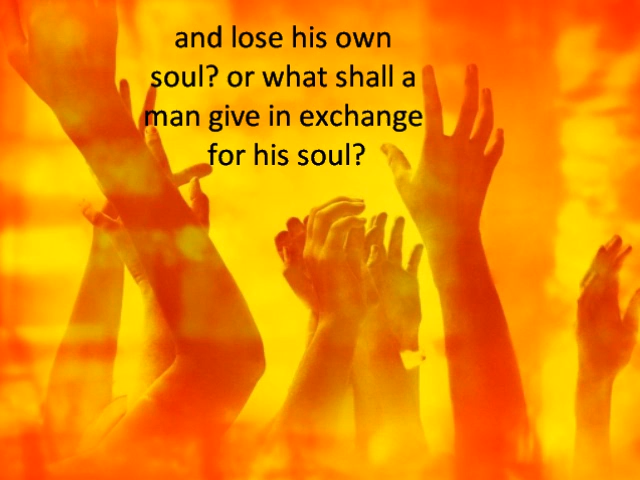 and lose his own
soul? or what shall a
man give in exchange
for his soul?